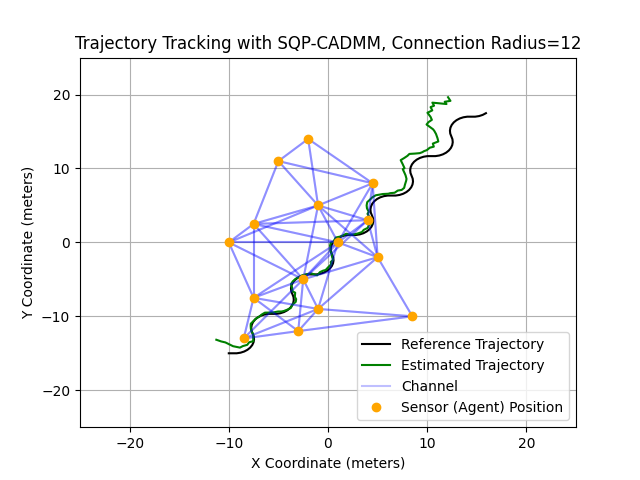 Trajectory Tracking with SQP-CADMM, Connection Radius=12
Y Coordinate (meters)
20
10
0
−10
−20
Reference Trajectory
Estimated Trajectory
Channel
Sensor (Agent) Position
−20 −10 0 10 20
X Coordinate (meters)